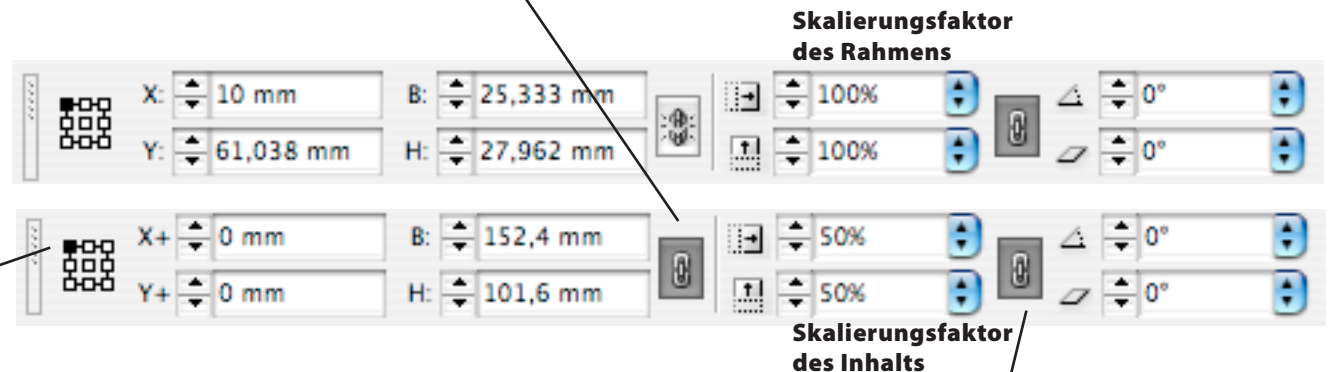 Skalierungsfaktor
des Rahmens
X: 10 mm B: 25,333 mm 100% 0°
Y: 61,038 mm H: 27,962 mm 100% 0°
X+ 0 mm B: 152,4 mm 50% 0°
Y+ 0 mm H: 101,6 mm 50% 0°
Skalierungsfaktor
des Inhalts